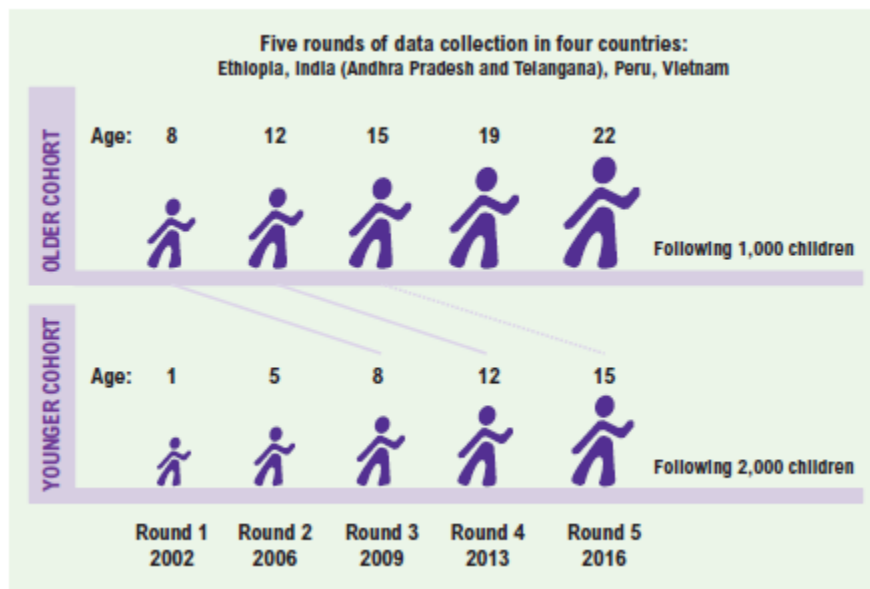 Five rounds of data collection in four countries:
Ethiopia, India (Andhra Pradesh and Telangana), Peru, Vietnam
OLDER COHORT
Age: 8 12 15 19 22
Following 1,000 children
YOUNGER COHORT
Age: 1 5 8 12 15
Following 2,000 children
Round 1 Round 2 Round 3 Round 4 Round 5
2002 2006 2009 2013 2016